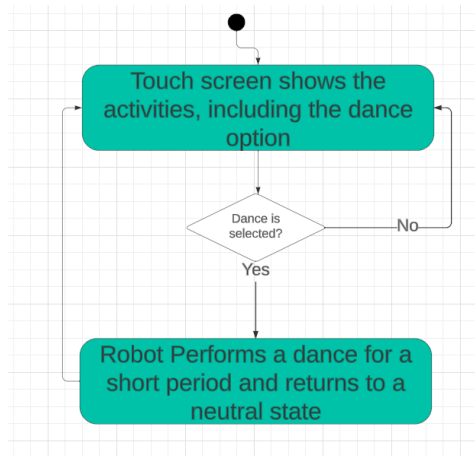 Touch screen shows the
activities, including the dance
option
Dance is
selected?
No
Yes
Robot Performs a dance for a
short period and returns to a
neutral state